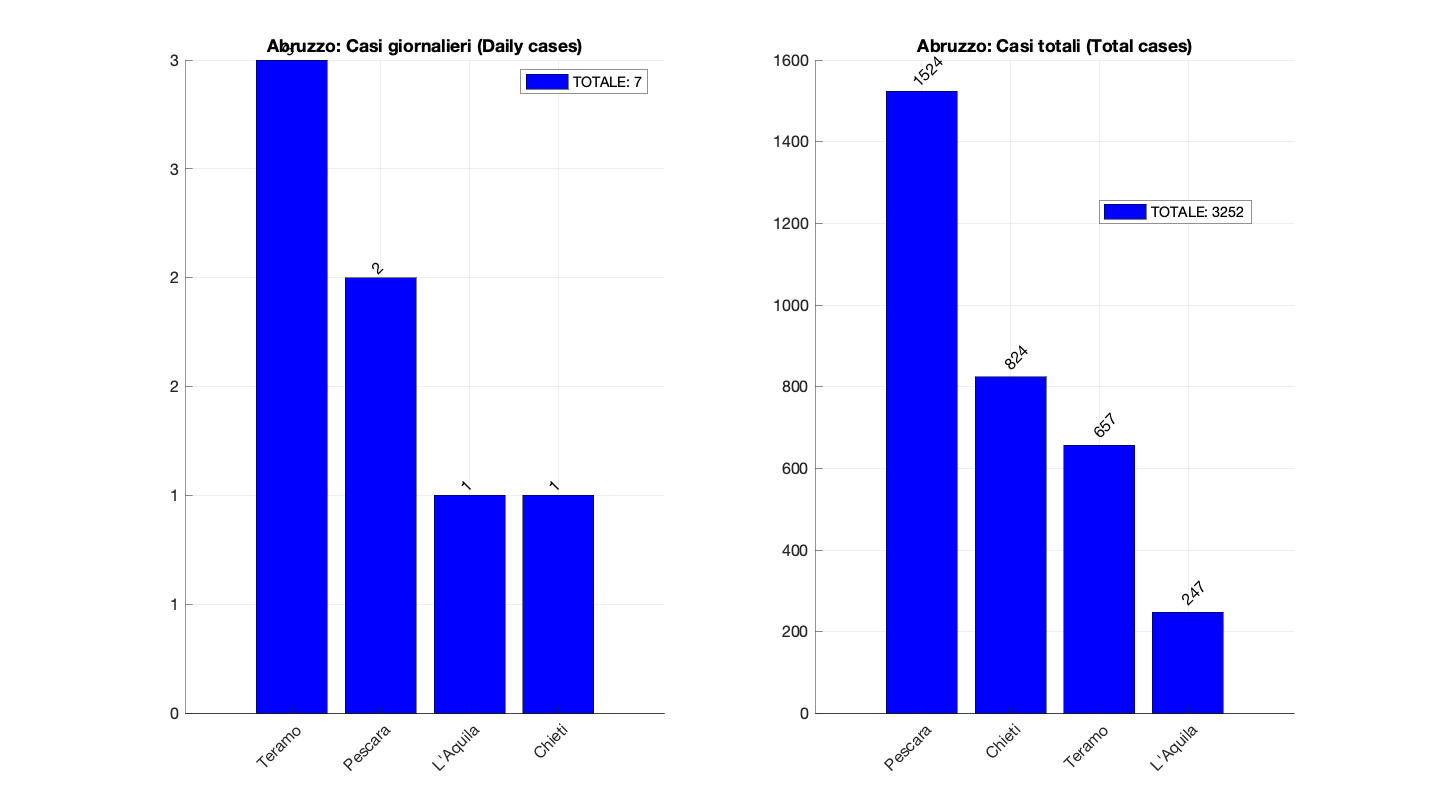 Abruzzo: Casi giornalieri (Daily cases)
3
3
2
2
1
1
0
3
2
1
1
TOTALE: 7
Teramo
Pescara
L'Aquila
Chieti
Abruzzo: Casi totali (Total cases)
1600
1400
1200
1000
800
600
400
200
0
1524
824
657
247
TOTALE: 3252
Pescara
Chieti
Teramo
L'Aquila